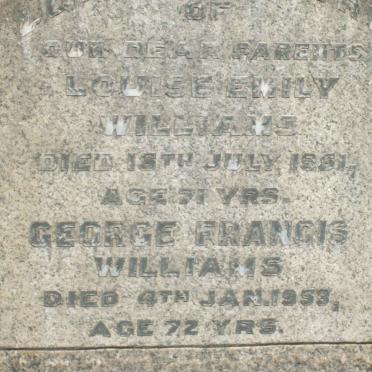 OF
OUR DEAR PARENTS
LOUISE EMILY
WILLIAMS
DIED 18TH JULY, 1951,
AGE 71 YRS.
GEORGE FRANCIS
WILLIAMS
DIED 4TH JAN. 1953,
AGE 72 YRS.